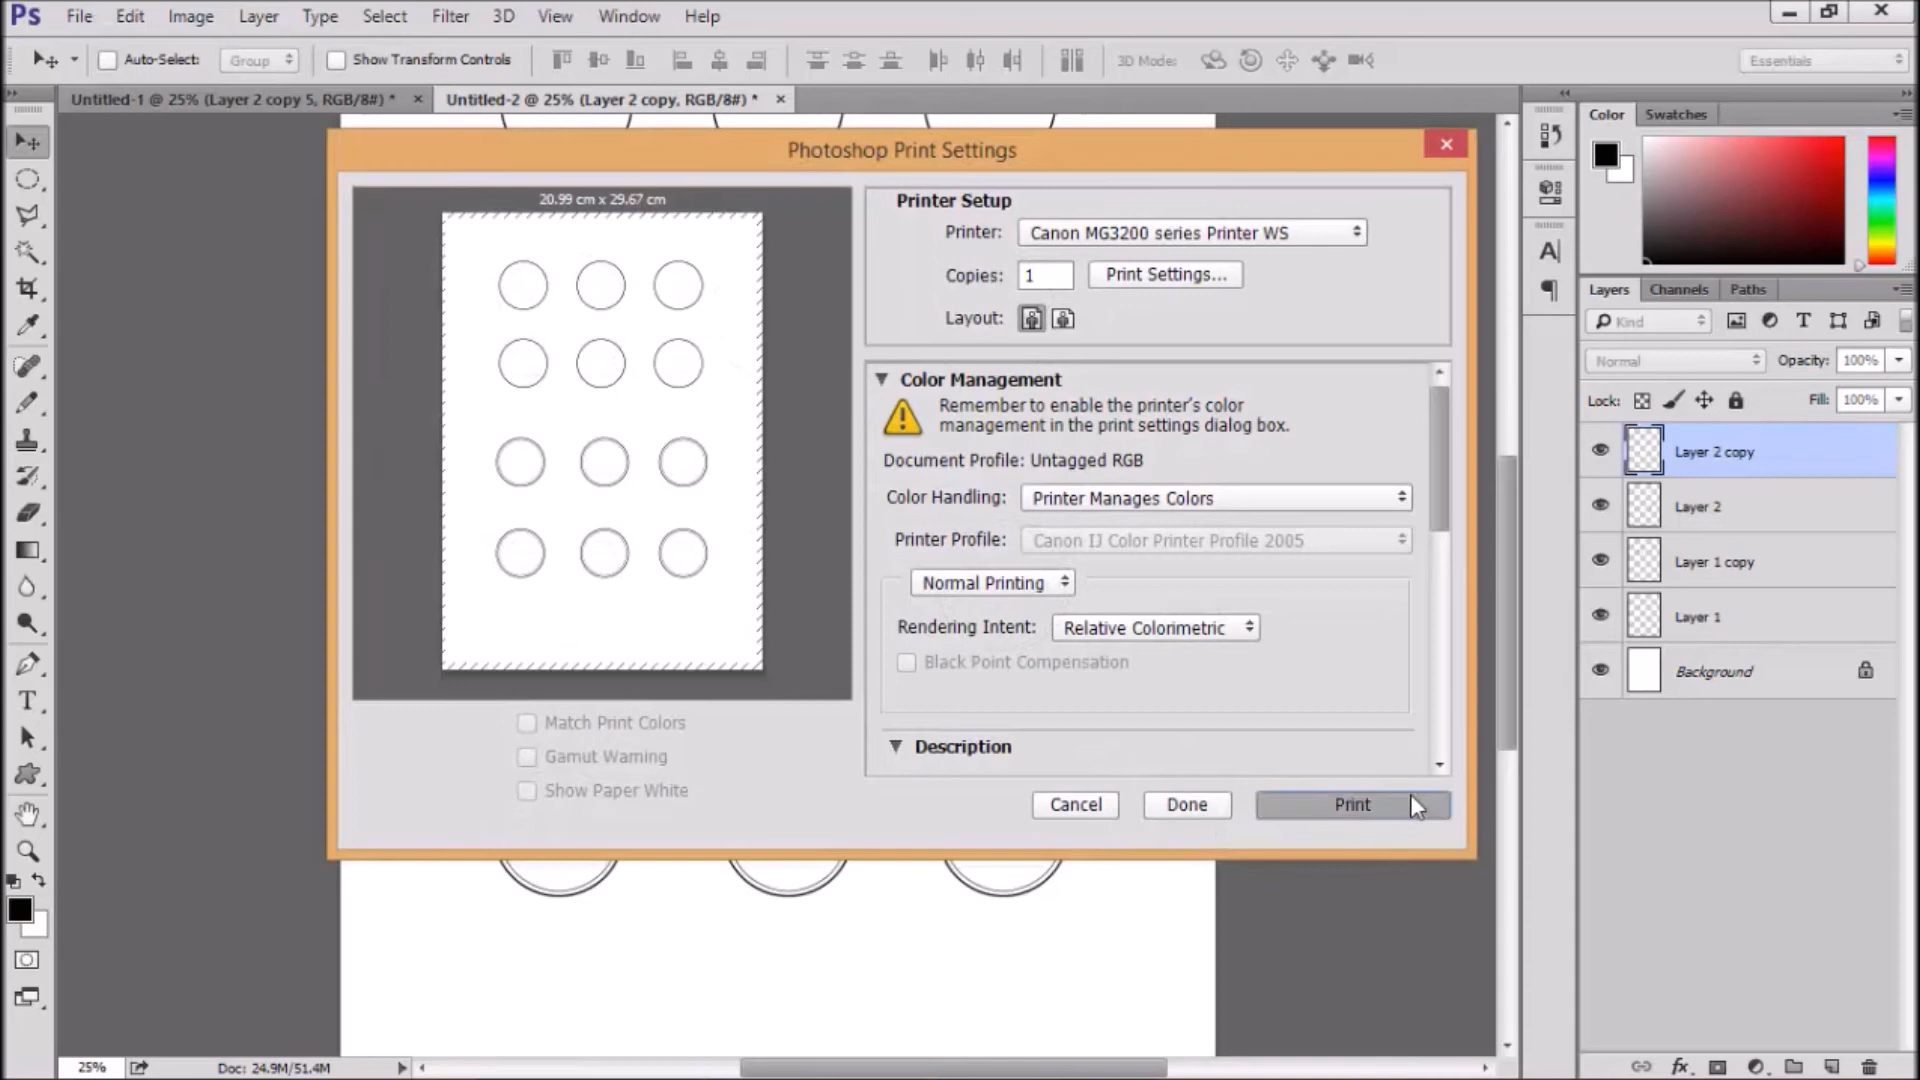 Ps File Edit Image Layer Type Select Filter 3D View Window Help
Auto-Select: Group Show Transform Controls 3D Mode: Essentials
Untitled-1 @ 25% (Layer 2 copy 5, RGB/8#) * × Untitled-2 @ 25% (Layer 2 copy, RGB/8#) * ×
Color Swatches
Photoshop Print Settings
20.99 cm x 29.67 cm
Printer Setup
Printer: Canon MG3200 series Printer WS
Copies: 1 Print Settings...
Layout:
Color Management
Remember to enable the printer's color
management in the print settings dialog box.
Document Profile: Untagged RGB
Color Handling: Printer Manages Colors
Printer Profile: Canon IJ Color Printer Profile 2005
Normal Printing
Rendering Intent: Relative Colorimetric
Black Point Compensation
Description
Match Print Colors
Gamut Warning
Show Paper White
Cancel Done Print
Layers Channels Paths
Kind
Normal Opacity: 100%
Lock: Fill: 100%
Layer 2 copy
Layer 2
Layer 1 copy
Layer 1
Background
25% Doc: 24.9M/51.4M